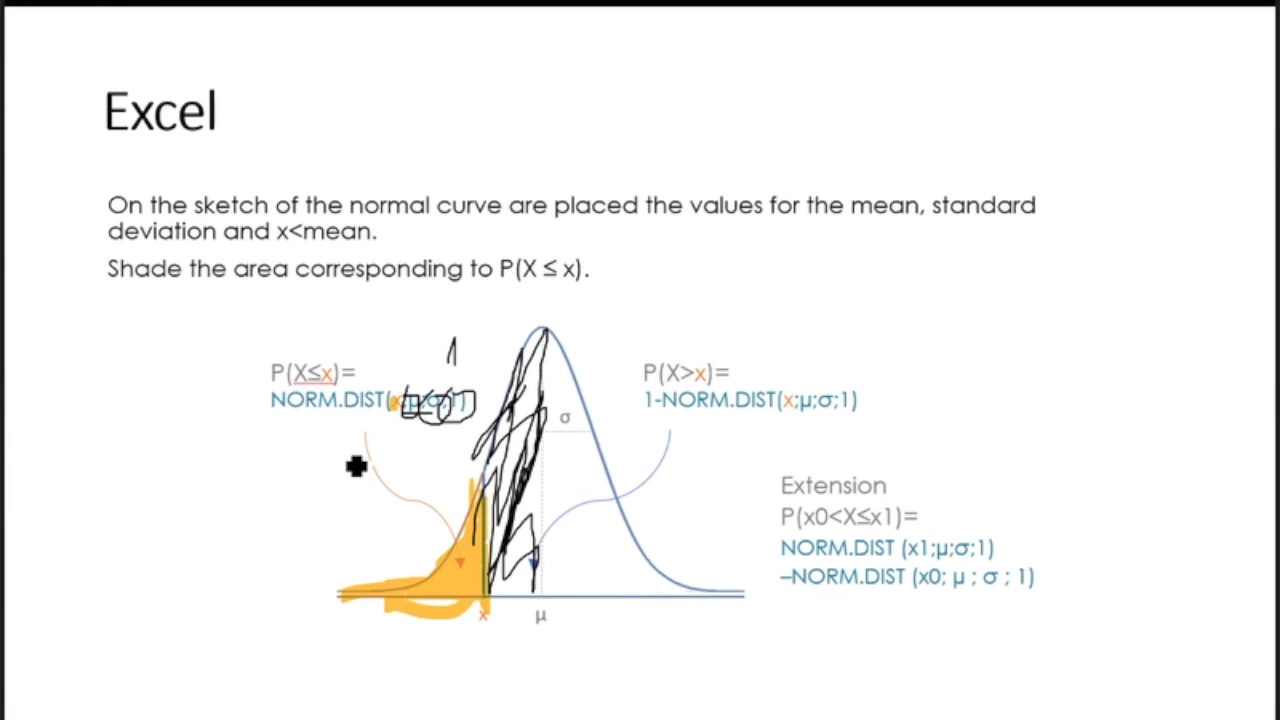 Excel
On the sketch of the normal curve are placed the values for the mean, standard
deviation and x<mean.
Shade the area corresponding to P(X ≤ x).
1
P(X≤x)=
NORM.DIST(x;μ;σ;1)
P(X>x)=
1-NORM.DIST(x;μ;σ;1)
σ
Extension
P(x0<X≤x1)=
NORM.DIST (x1;μ;σ;1)
–NORM.DIST (x0; μ ; σ ; 1)
x
μ